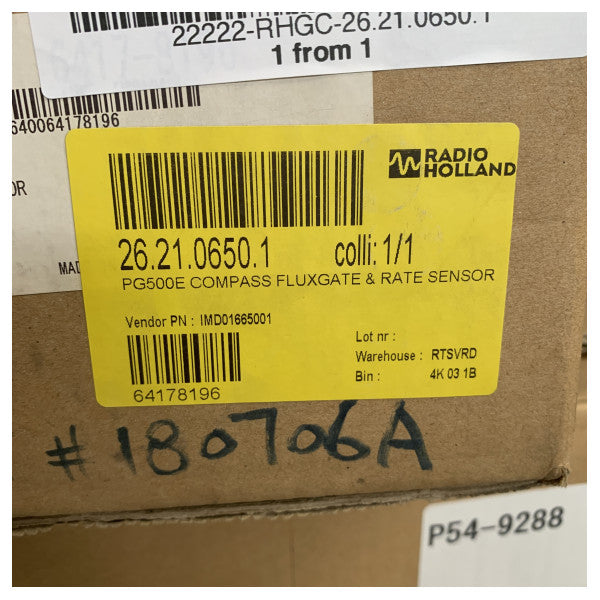 22222-RHGC-26.21.0650.1
1 from 1
640064178196
OR
MAD
RADIO
HOLLAND
26.21.0650.1 colli: 1/1
PG500E COMPASS FLUXGATE & RATE SENSOR
Vendor PN : IMD01665001
64178196
Lot nr :
Warehouse : RTSVRD
Bin : 4K 03 1B
#180706A
P54-9288